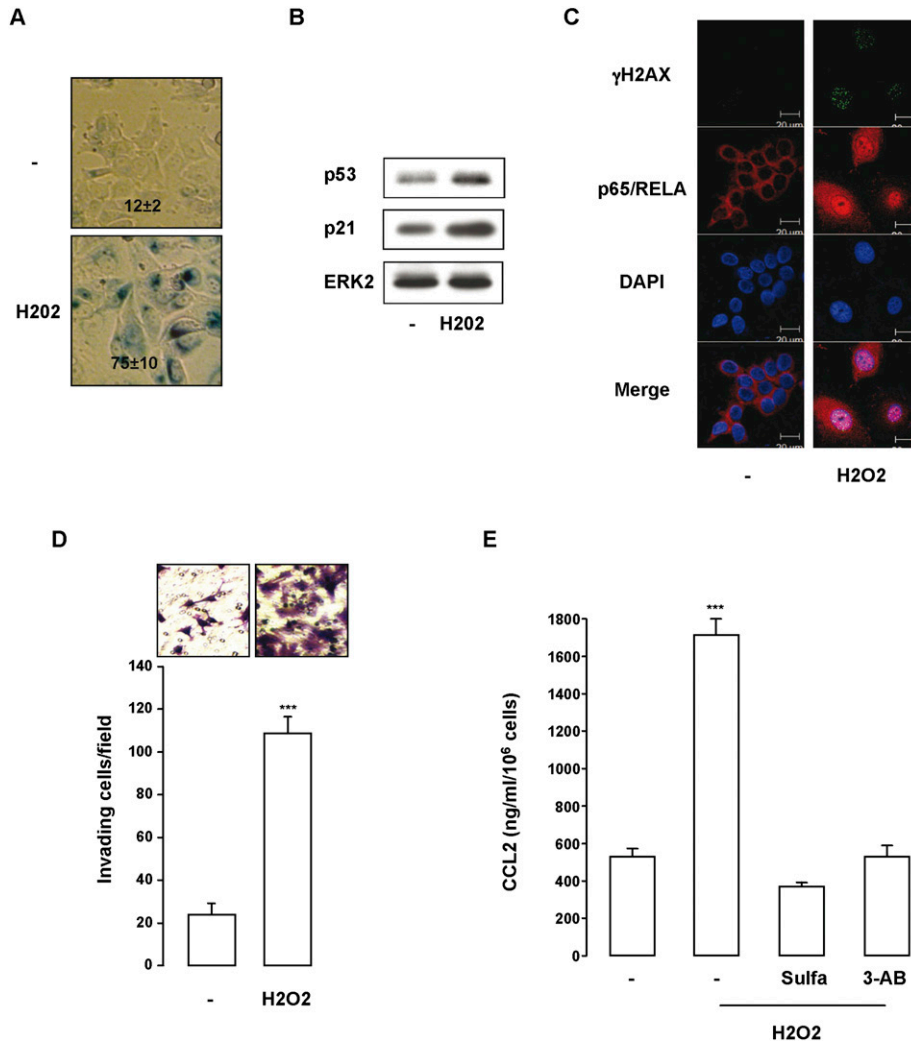 A
-
12±2
H202
75±10
B
p53
p21
ERK2
- H202
C
γH2AX
20 μm
p65/RELA
20 μm
DAPI
20 μm
Merge
20 μm
- H2O2
D
140
120
100
80
60
40
20
0
Invading cells/field
***
- H2O2
E
1800
1600
1400
1200
1000
800
600
400
200
0
CCL2 (ng/ml/10⁶ cells)
***
- - Sulfa 3-AB
H2O2